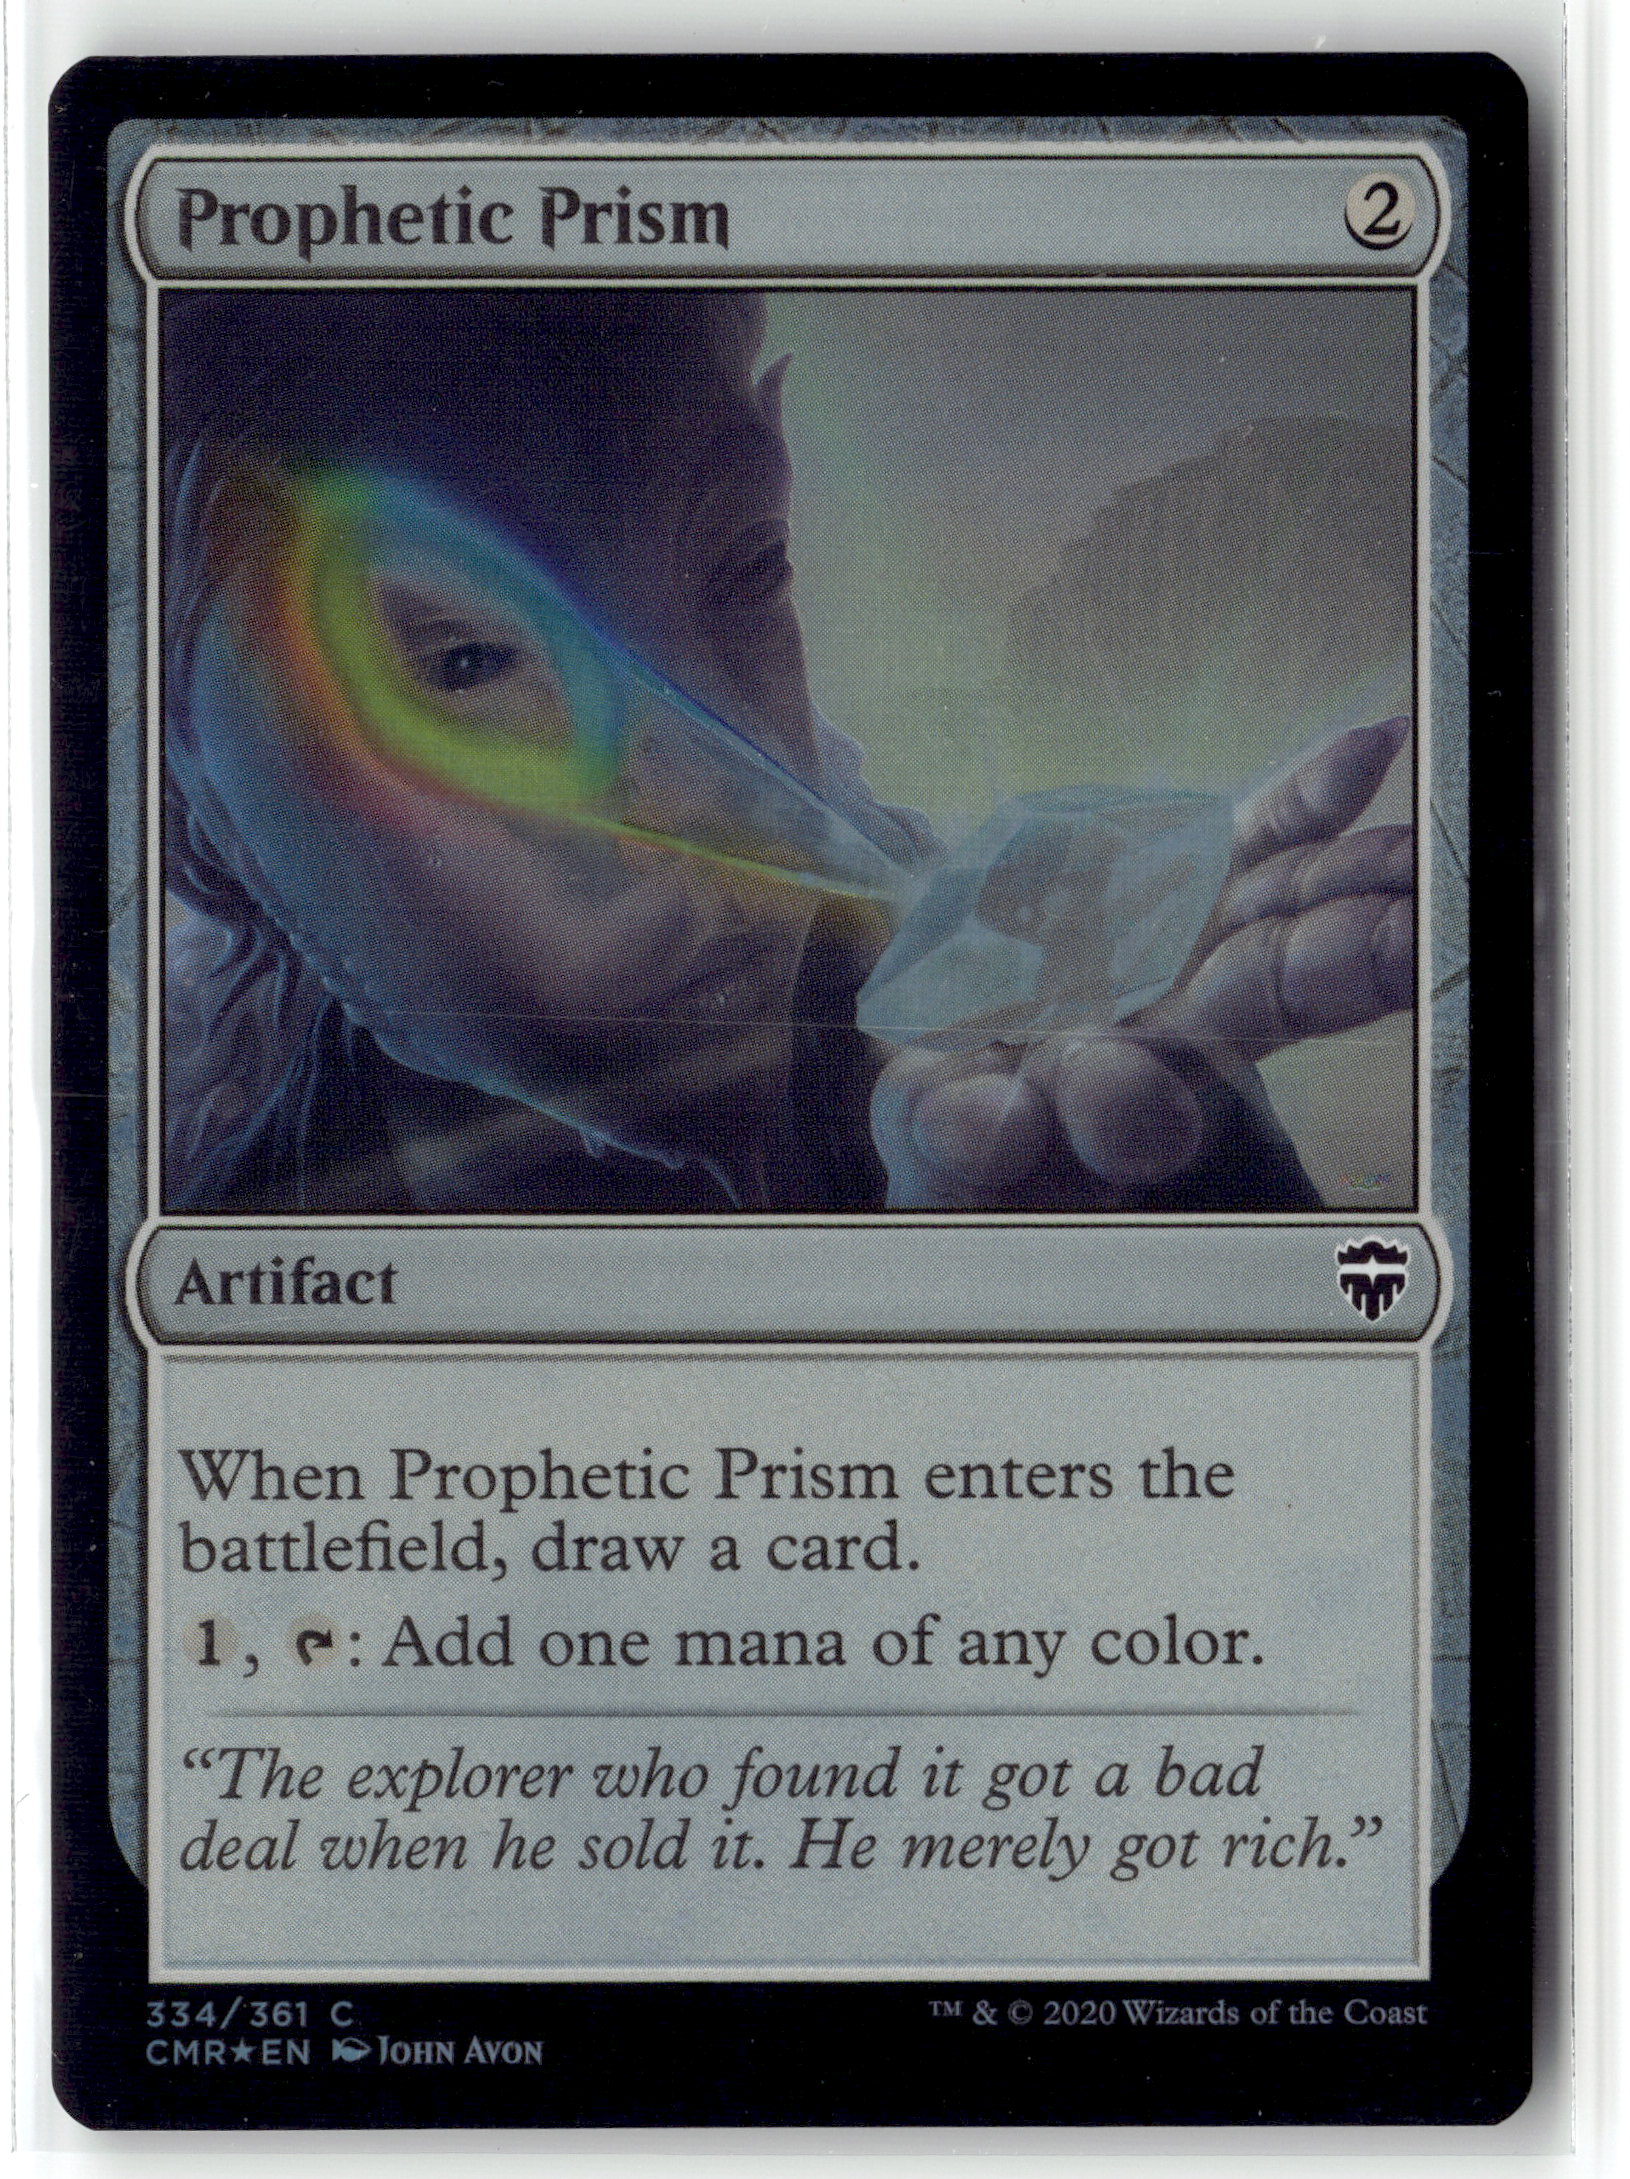 Prophetic Prism 2
Artifact
When Prophetic Prism enters the
battlefield, draw a card.
1, : Add one mana of any color.
“The explorer who found it got a bad
deal when he sold it. He merely got rich.”
334/361 C
™ & © 2020 Wizards of the Coast
CMR★EN John Avon